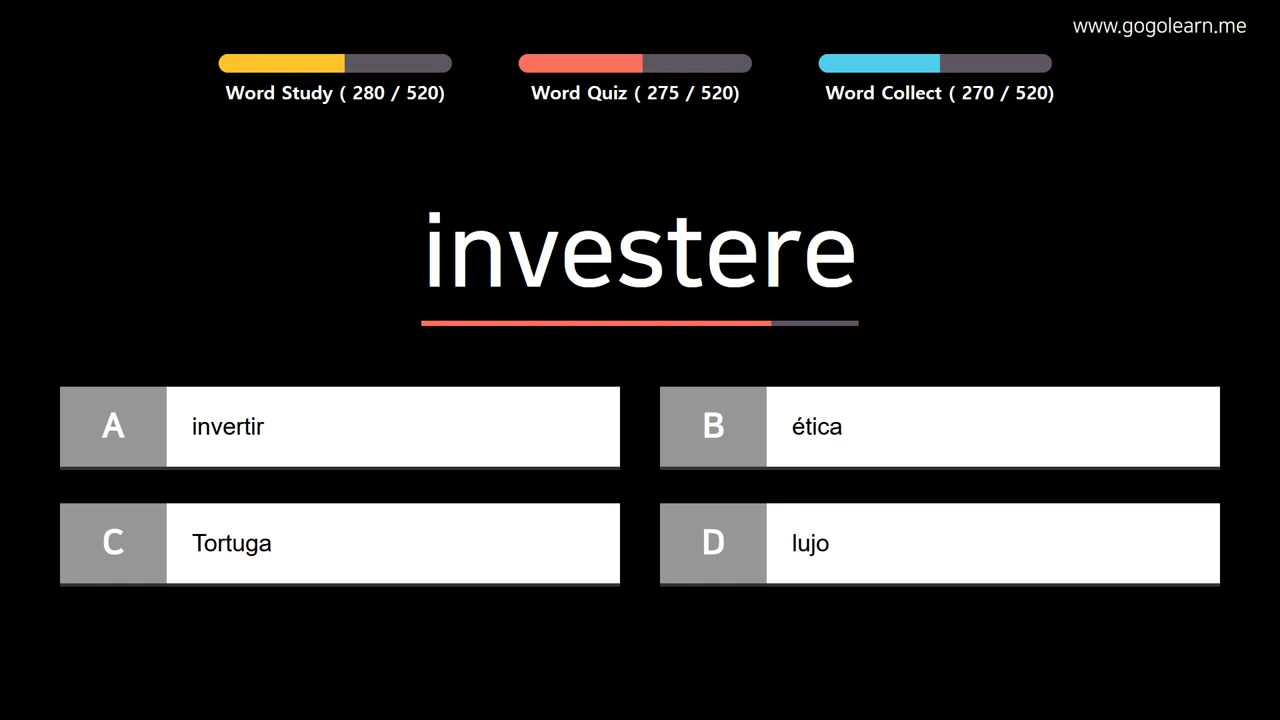 www.gogolearn.me
Word Study ( 280 / 520)
Word Quiz ( 275 / 520)
Word Collect ( 270 / 520)
investere
A
invertir
B
ética
C
Tortuga
D
lujo